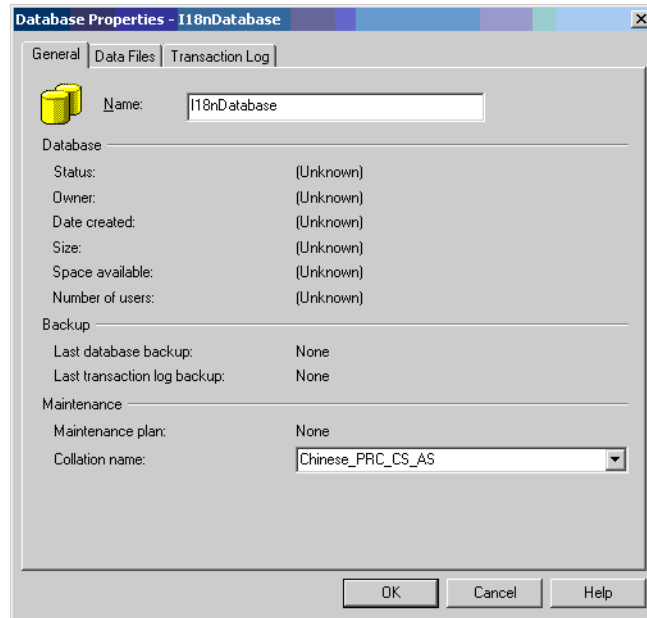 Database Properties - I18nDatabase
General Data Files Transaction Log
Name: I18nDatabase
Database
Status: (Unknown)
Owner: (Unknown)
Date created: (Unknown)
Size: (Unknown)
Space available: (Unknown)
Number of users: (Unknown)
Backup
Last database backup: None
Last transaction log backup: None
Maintenance
Maintenance plan: None
Collation name: Chinese_PRC_CS_AS
OK Cancel Help